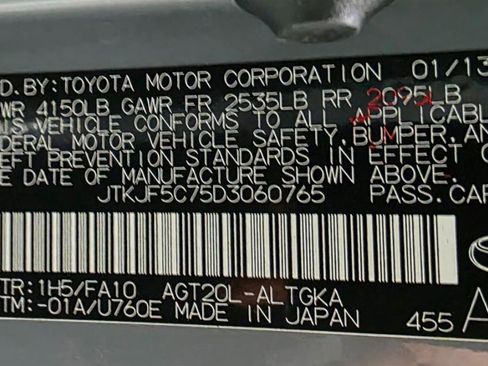 D.BY:TOYOTA MOTOR CORPORATION 01/13
WR 4150LB GAWR FR 2535LB RR 2095LB
IS VEHICLE CONFORMS TO ALL APPLICABLE
DERAL MOTOR VEHICLE SAFETY, BUMPER, AN
EFT PREVENTION STANDARDS IN EFFECT O
E DATE OF MANUFACTURE SHOWN ABOVE.
JTKJF5C75D3060765 PASS.CAR
TR:1H5/FA10 AGT20L-ALTGKA
TM:-01A/U760E MADE IN JAPAN 455 A